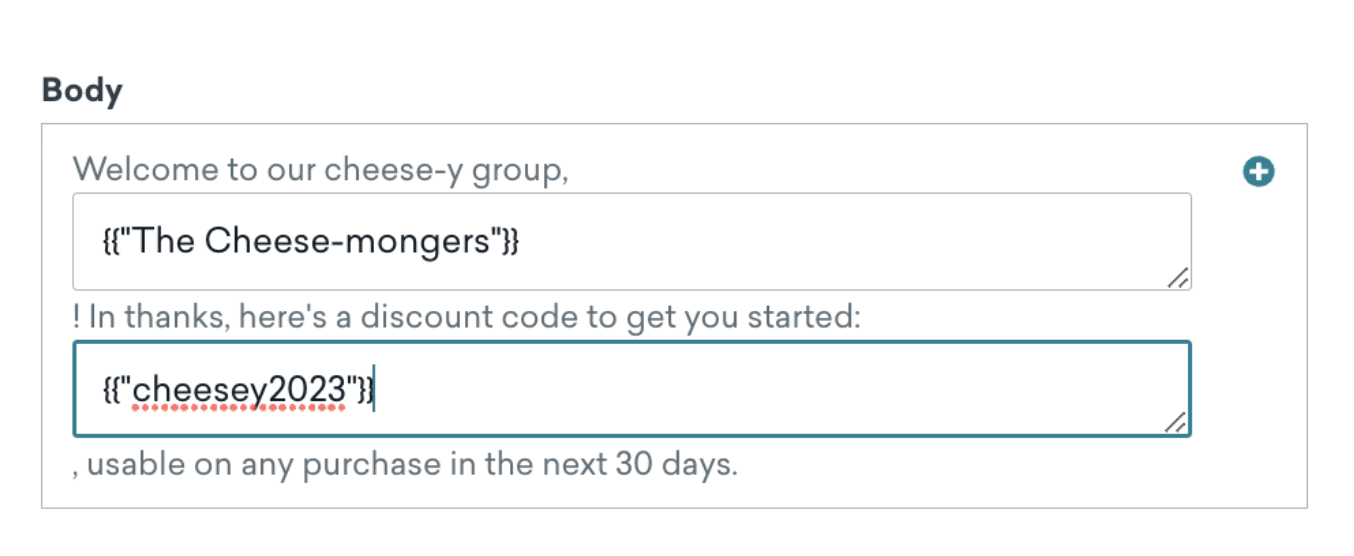 Body
Welcome to our cheese-y group,
{{"The Cheese-mongers"}}
! In thanks, here's a discount code to get you started:
{{"cheesey2023"}}
, usable on any purchase in the next 30 days.